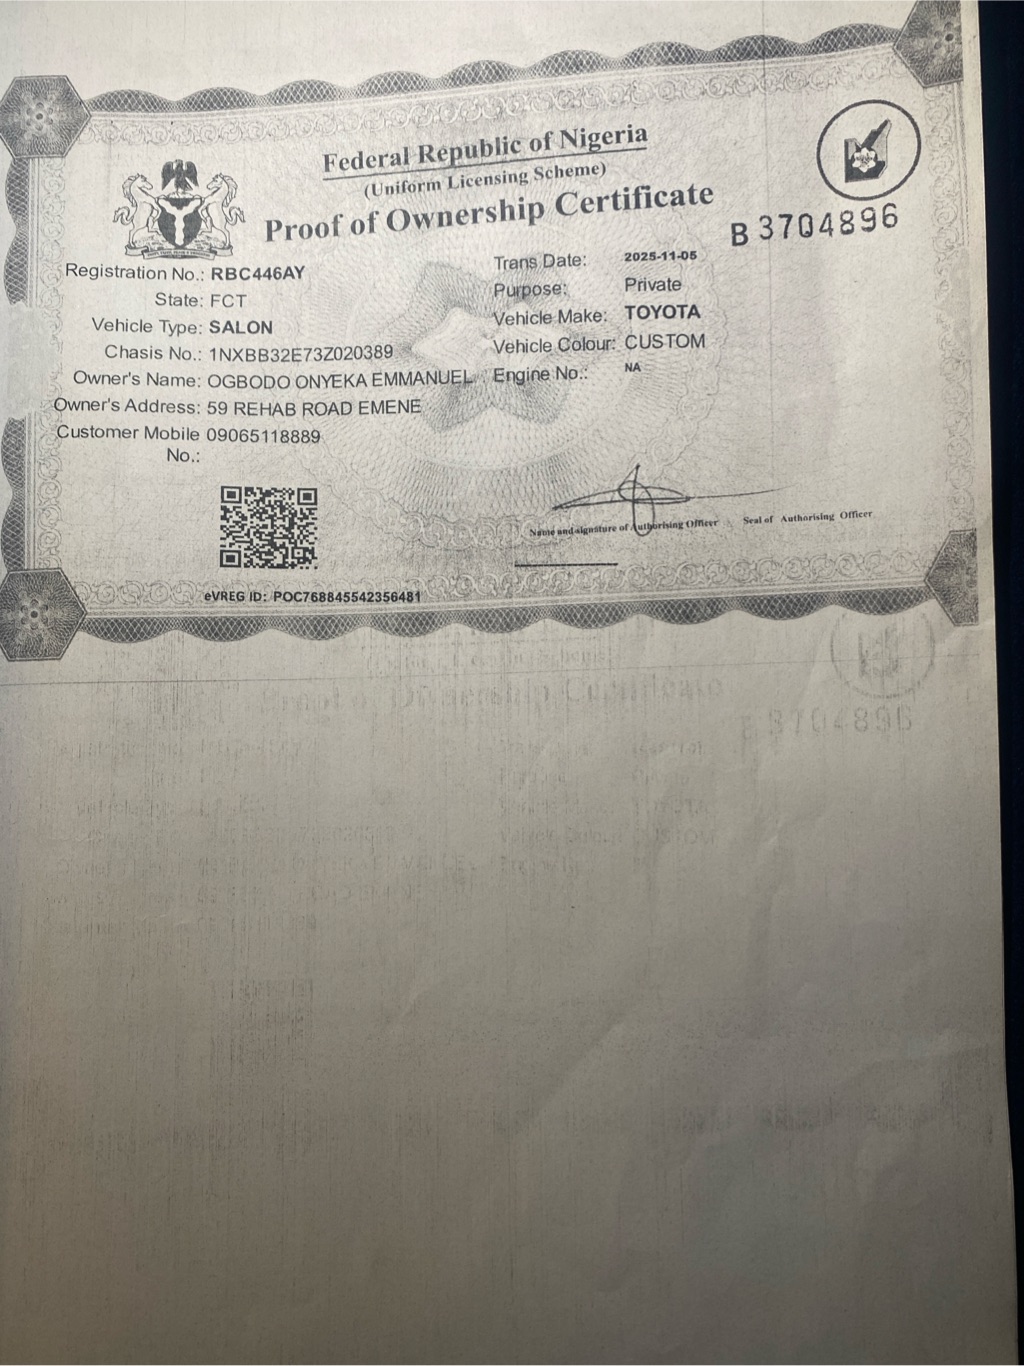 Federal Republic of Nigeria
(Uniform Licensing Scheme)
Proof of Ownership Certificate
B 3704896
Registration No.: RBC446AY
State: FCT
Vehicle Type: SALON
Chasis No.: 1NXBB32E73Z020389
Owner's Name: OGBODO ONYEKA EMMANUEL
Owner's Address: 59 REHAB ROAD EMENE
Customer Mobile 09065118889
No.:
Trans Date: 2025-11-05
Purpose: Private
Vehicle Make: TOYOTA
Vehicle Colour: CUSTOM
Engine No.: NA
Name and signature of Authorising Officer
Seal of Authorising Officer
eVREG ID: POC768845542356481